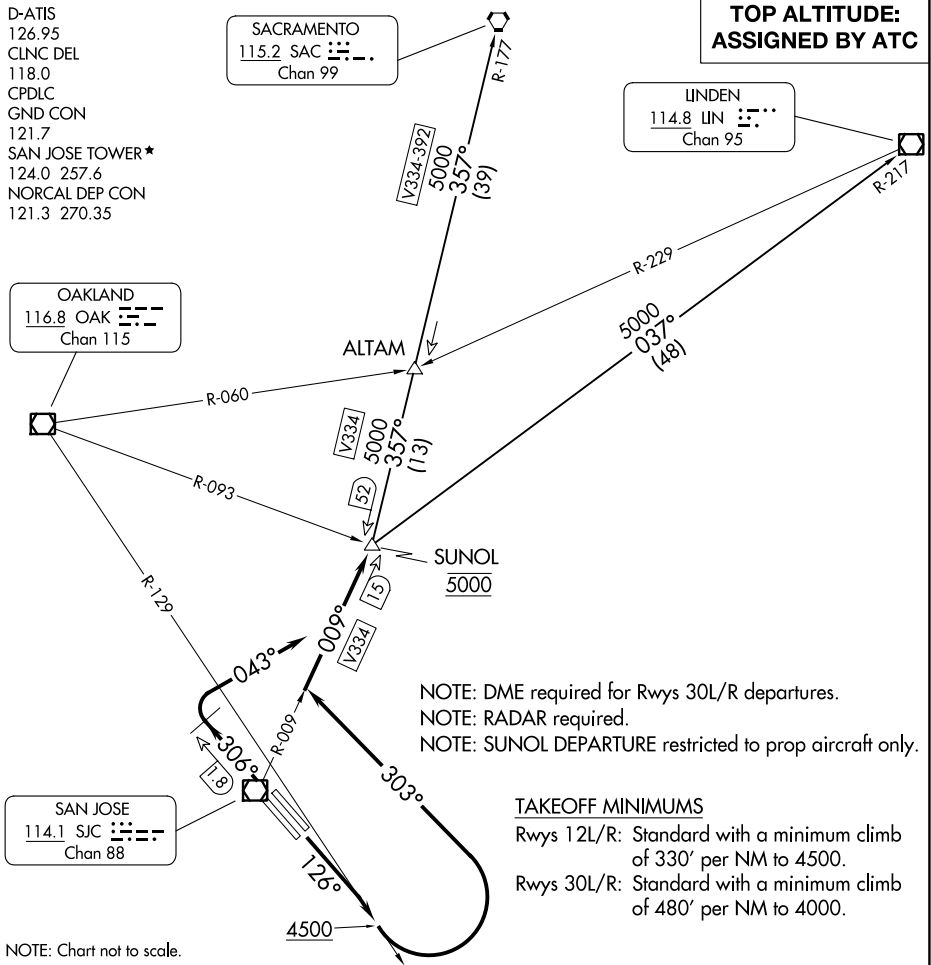 D-ATIS
126.95
CLNC DEL
118.0
CPDLC
GND CON
121.7
SAN JOSE TOWER★
124.0 257.6
NORCAL DEP CON
121.3 270.35
SACRAMENTO
115.2 SAC
Chan 99
TOP ALTITUDE:
ASSIGNED BY ATC
LINDEN
114.8 LIN
Chan 95
R-177
R-217
V334-392
5000
357°
(39)
R-229
5000
037°
(48)
OAKLAND
116.8 OAK
Chan 115
ALTAM
R-060
V334
5000
357°
(13)
R-093
52
SUNOL
5000
15
R-129
009°
V334
043°
R-009
306°
1.8
303°
NOTE: DME required for Rwys 30L/R departures.
NOTE: RADAR required.
NOTE: SUNOL DEPARTURE restricted to prop aircraft only.
SAN JOSE
114.1 SJC
Chan 88
126°
4500
TAKEOFF MINIMUMS
Rwys 12L/R: Standard with a minimum climb
of 330' per NM to 4500.
Rwys 30L/R: Standard with a minimum climb
of 480' per NM to 4000.
NOTE: Chart not to scale.